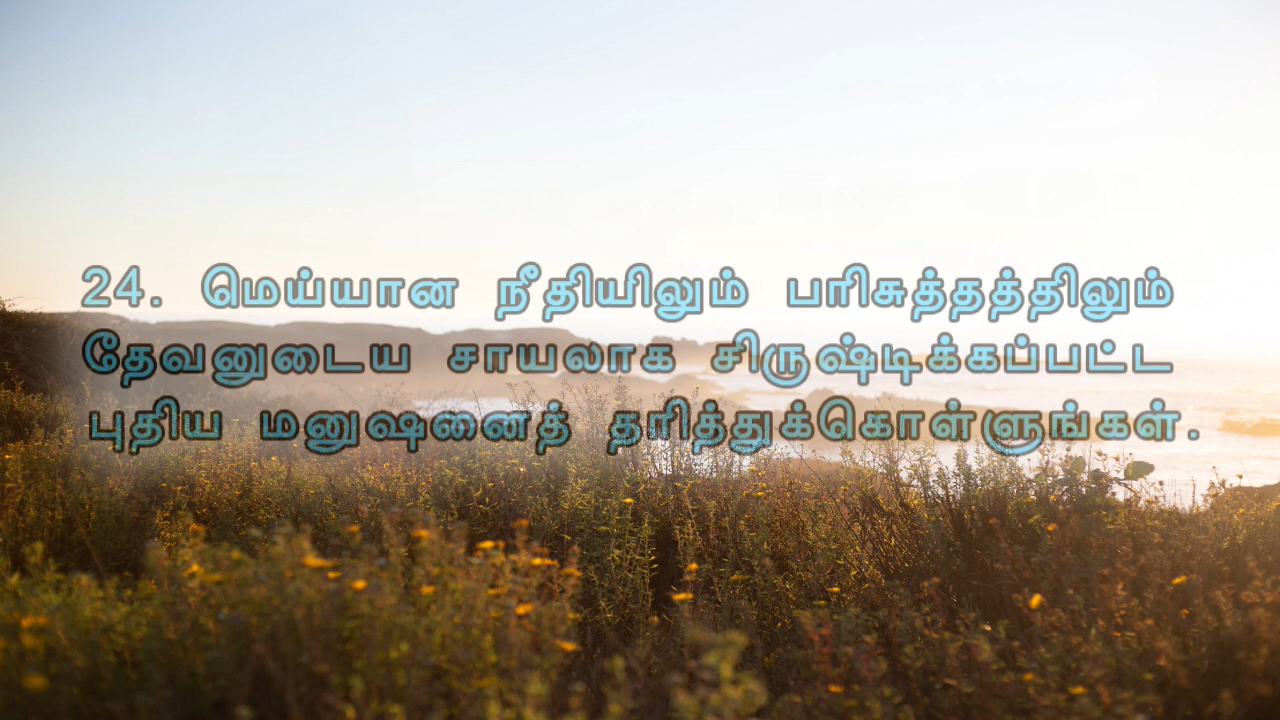 24. மெய்யான நீதியிலும் பரிசுத்தத்திலும்
தேவனுடைய சாயலாக சிருஷ்டிக்கப்பட்ட
புதிய மனுஷனைத் தரித்துக்கொள்ளுங்கள்.